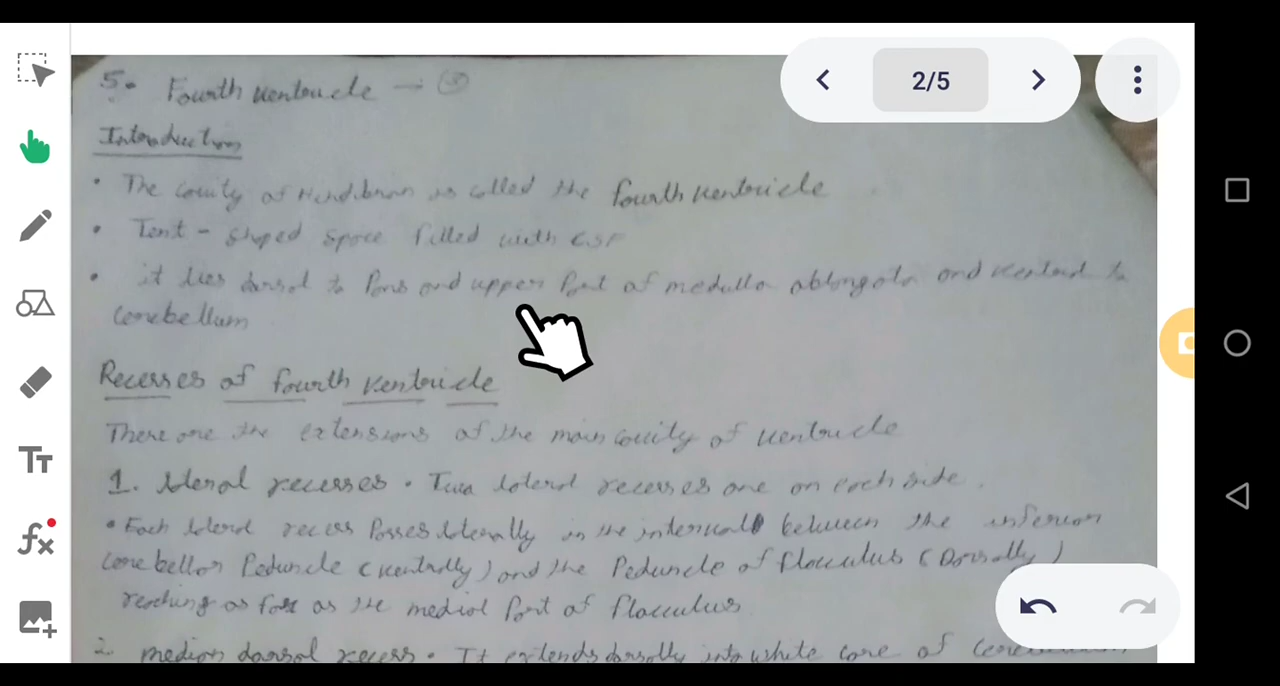 2/5
5. Fourth ventricle → (3)
Introduction
• The cavity of Hindbrain is called the fourth ventricle
• Tent - shaped space filled with CSF
• it lies dorsal to Pons and upper Part of medulla oblongata and ventral to
cerebellum
Recesses of fourth ventricle
There are the extensions of the main cavity of ventricle
1. lateral recesses • Two lateral recesses one on each side.
• Each lateral recess Passes laterally in the interval between the inferior
cerebellar Peduncle (ventrally) and the Peduncle of flocculus (Dorsally)
reaching as far as the medial Part of flocculus
2. median dorsal recess • It extends dorsally into white core of cerebellum
TT
fx